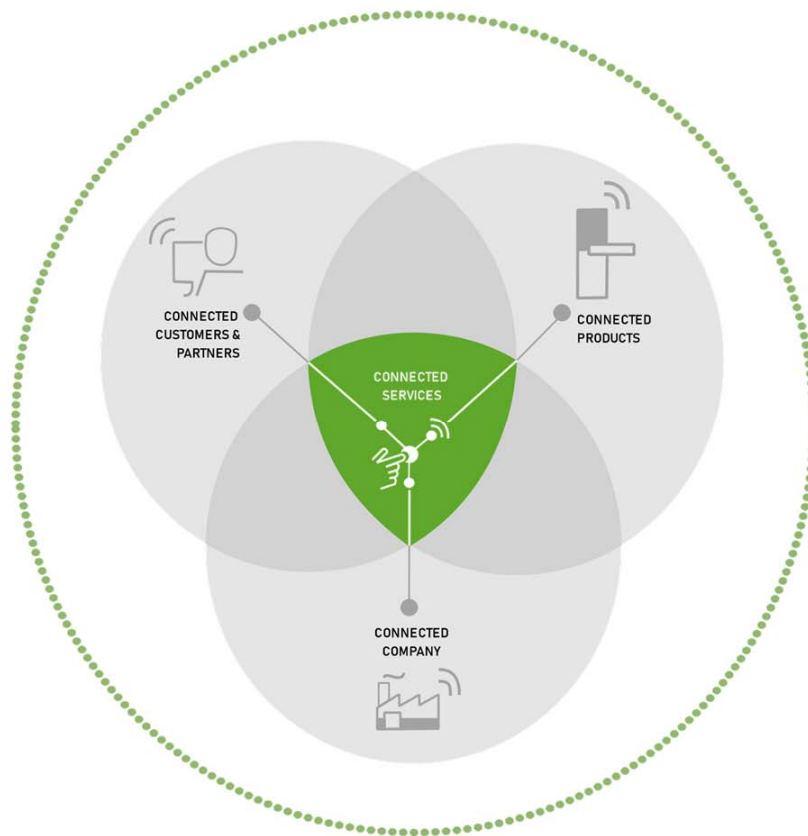 CONNECTED
CUSTOMERS &
PARTNERS
CONNECTED
PRODUCTS
CONNECTED
SERVICES
CONNECTED
COMPANY